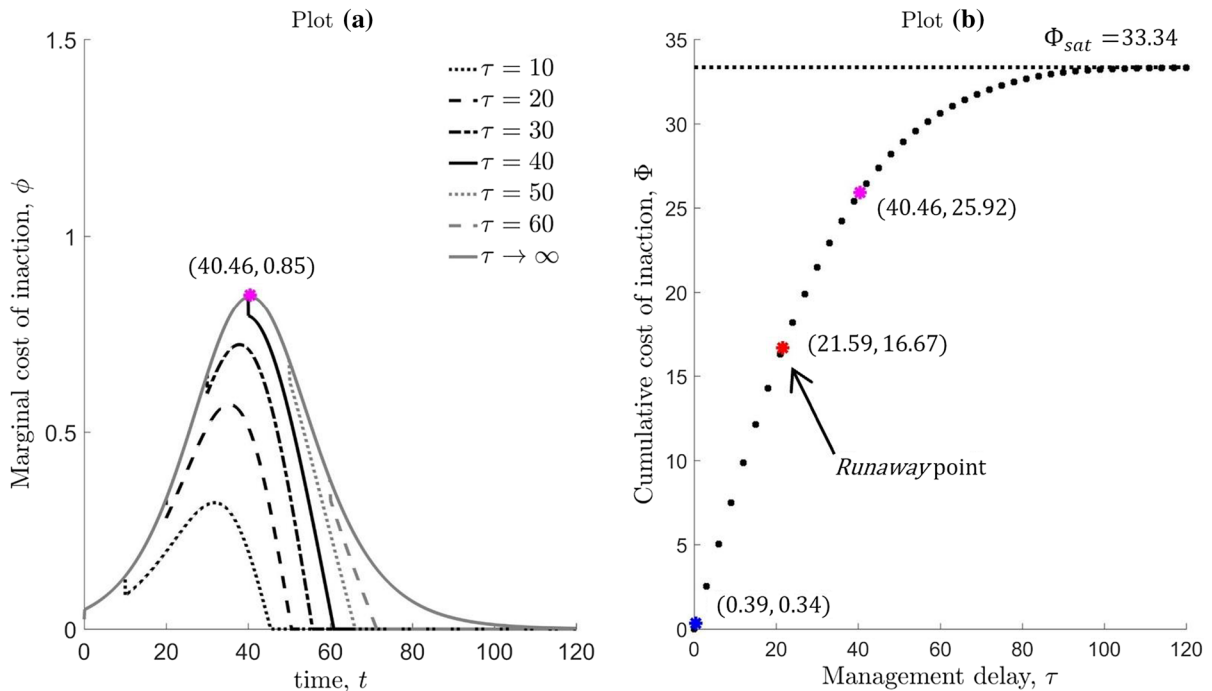 Plot (a)
Marginal cost of inaction, ϕ
1.5
1
0.5
0
τ = 10
τ = 20
τ = 30
τ = 40
τ = 50
τ = 60
τ → ∞
(40.46, 0.85)
0 20 40 60 80 100 120
time, t
Plot (b)
Cumulative cost of inaction, Φ
35
30
25
20
15
10
5
0
Φsat =33.34
(40.46, 25.92)
(21.59, 16.67)
Runaway point
(0.39, 0.34)
0 20 40 60 80 100 120
Management delay, τ